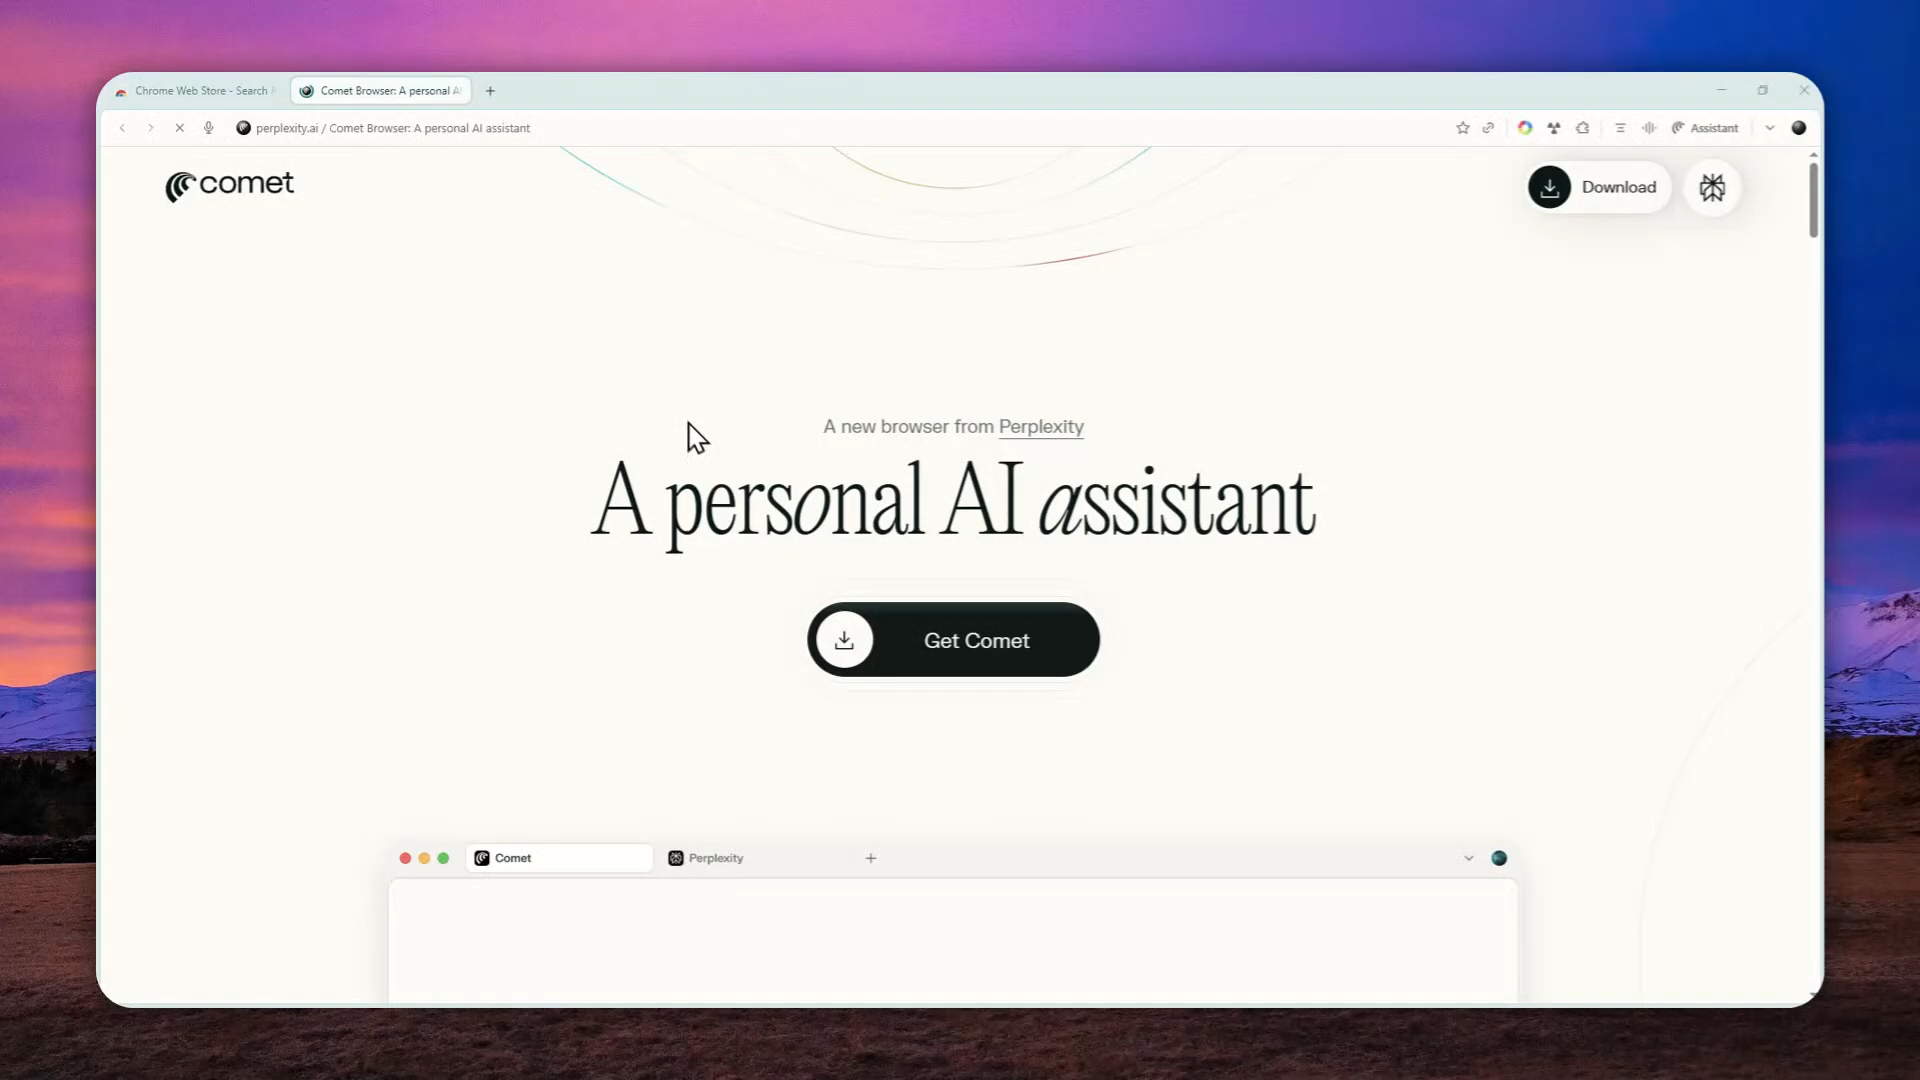 Chrome Web Store - Search
Comet Browser: A personal A
perplexity.ai / Comet Browser: A personal AI assistant
Assistant
comet
Download
A new browser from Perplexity
A personal AI assistant
Get Comet
Comet
Perplexity